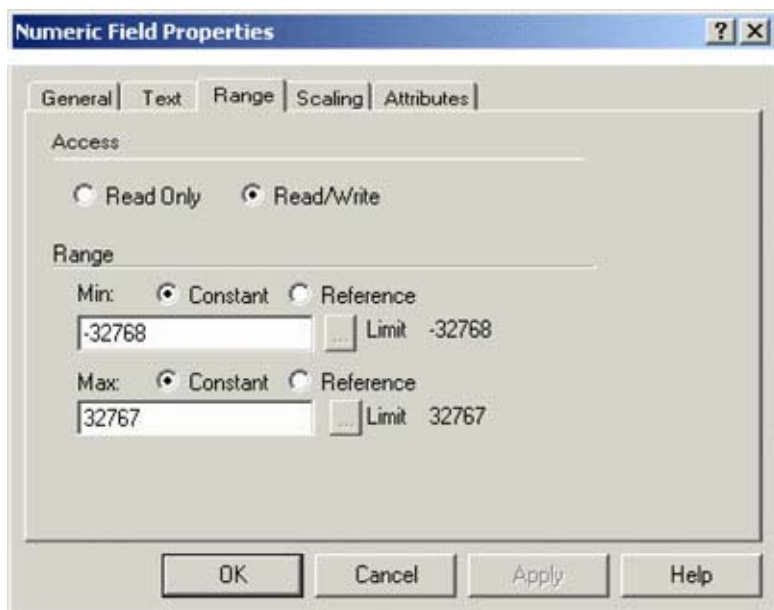 Numeric Field Properties
General Text Range Scaling Attributes
Access
Read Only Read/Write
Range
Min: Constant Reference
-32768 ... Limit -32768
Max: Constant Reference
32767 ... Limit 32767
OK Cancel Apply Help